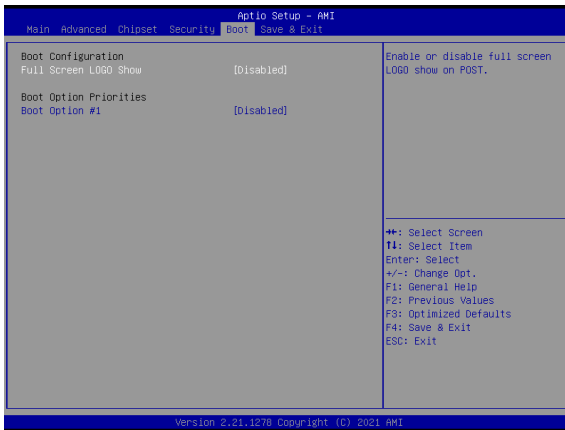 Aptio Setup – AMI
Main Advanced Chipset Security Boot Save & Exit
Boot Configuration
Full Screen LOGO Show [Disabled]
Boot Option Priorities
Boot Option #1 [Disabled]
Enable or disable full screen
LOGO show on POST.
→←: Select Screen
↑↓: Select Item
Enter: Select
+/-: Change Opt.
F1: General Help
F2: Previous Values
F3: Optimized Defaults
F4: Save & Exit
ESC: Exit
Version 2.21.1278 Copyright (C) 2021 AMI